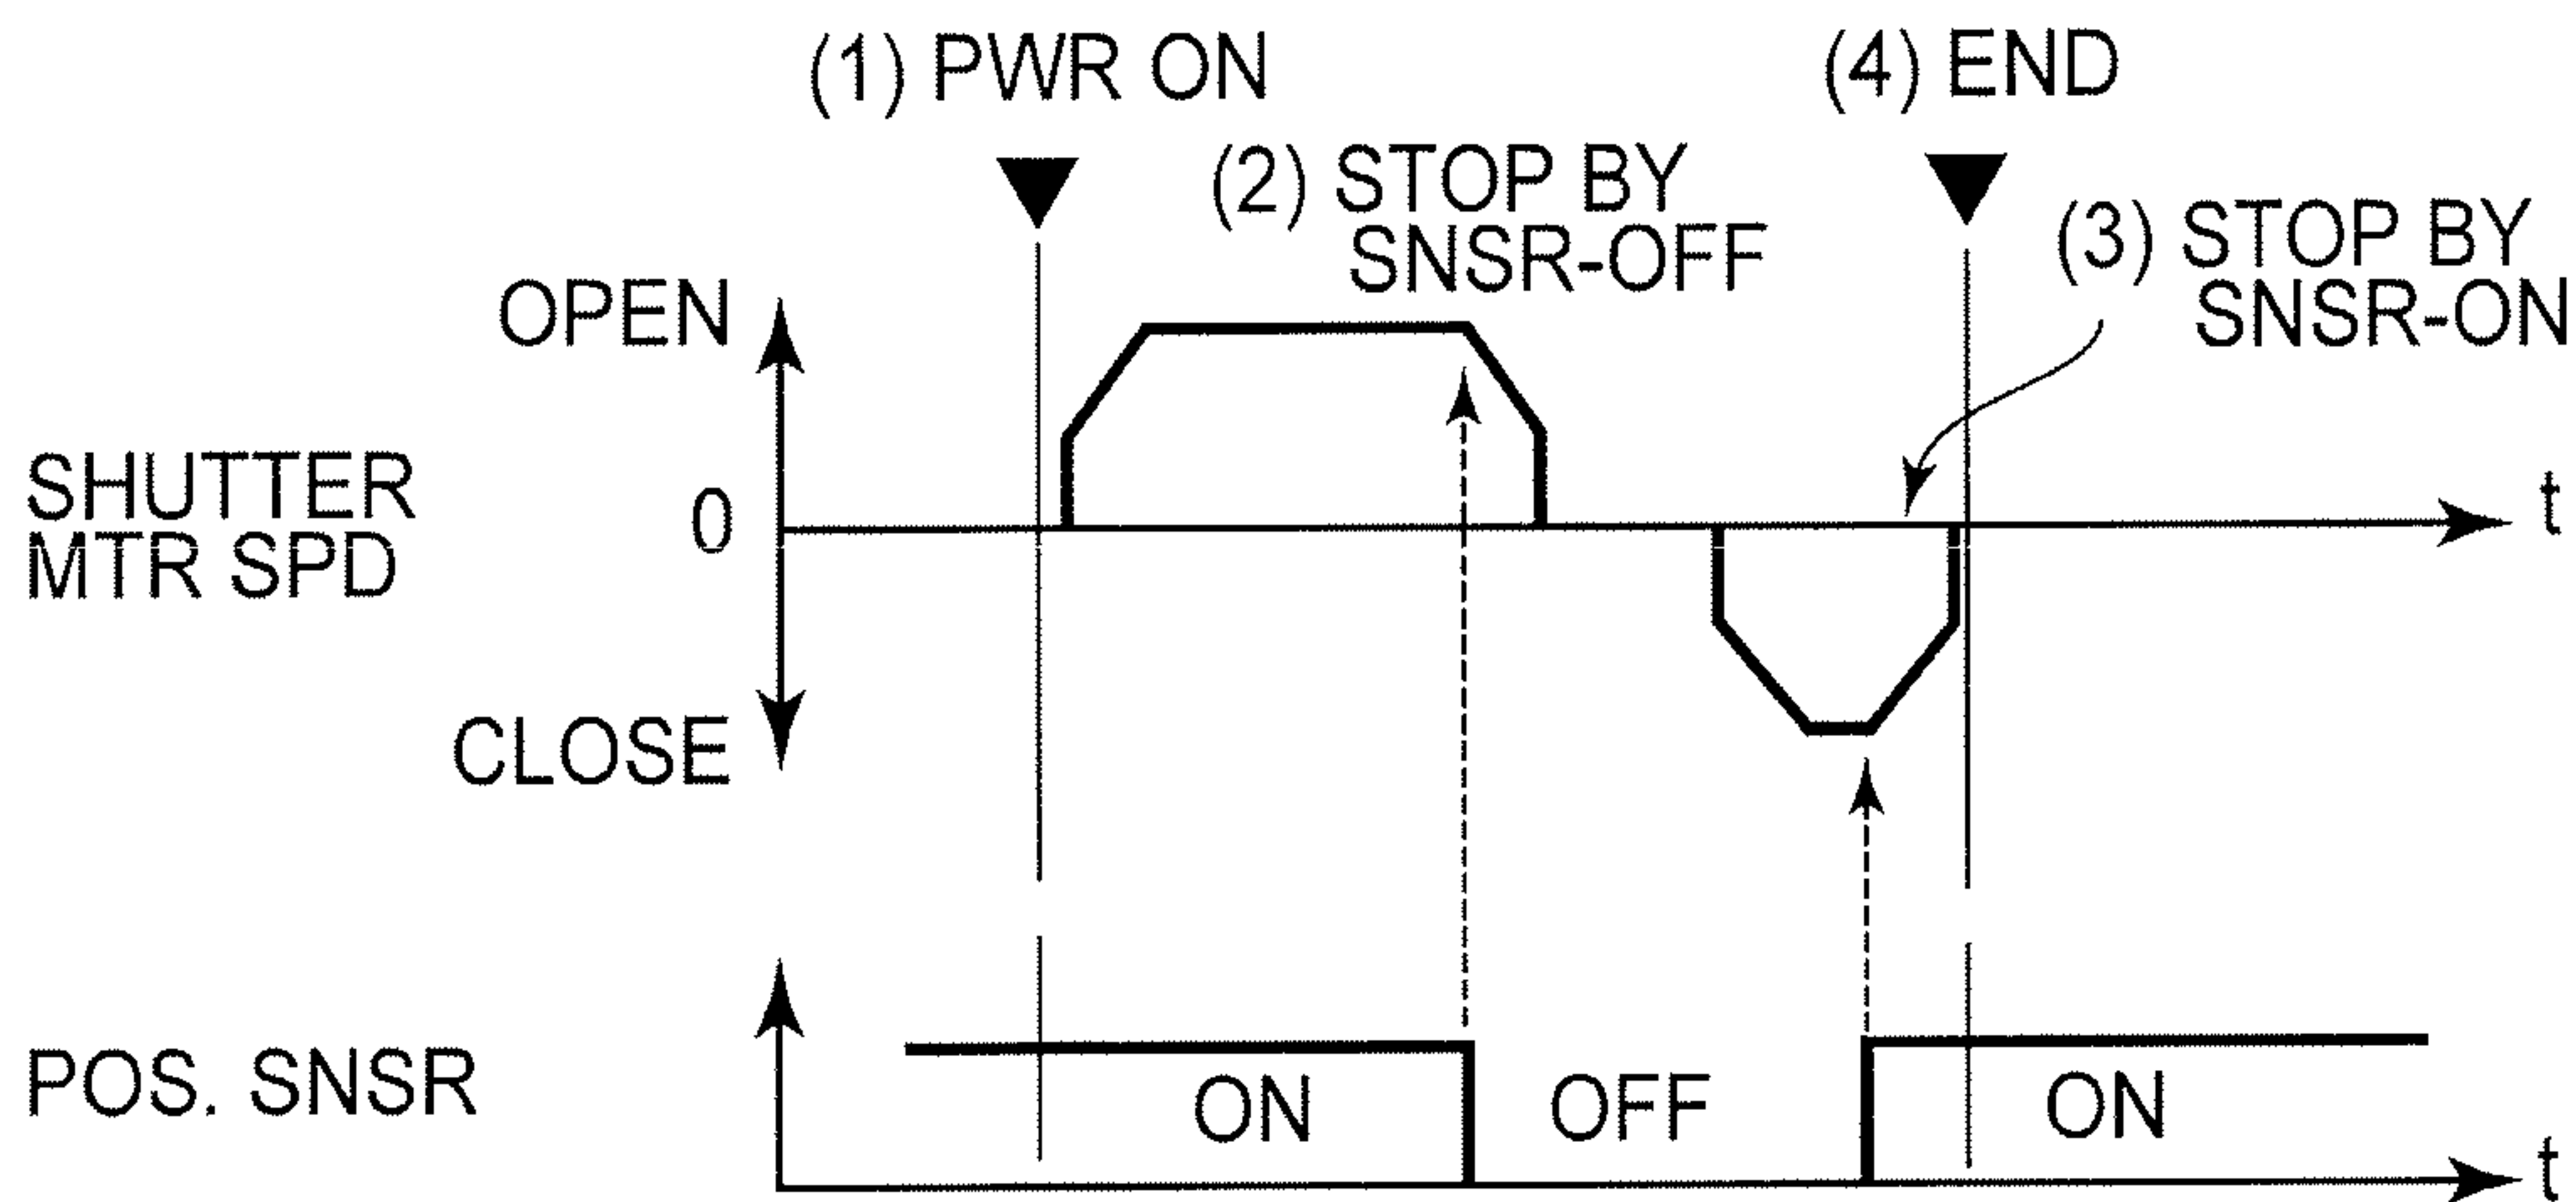 (1) PWR ON
(4) END
(2) STOP BY
SNSR-OFF
(3) STOP BY
SNSR-ON
OPEN
SHUTTER
MTR SPD
0
t
CLOSE
POS. SNSR
ON
OFF
ON
t